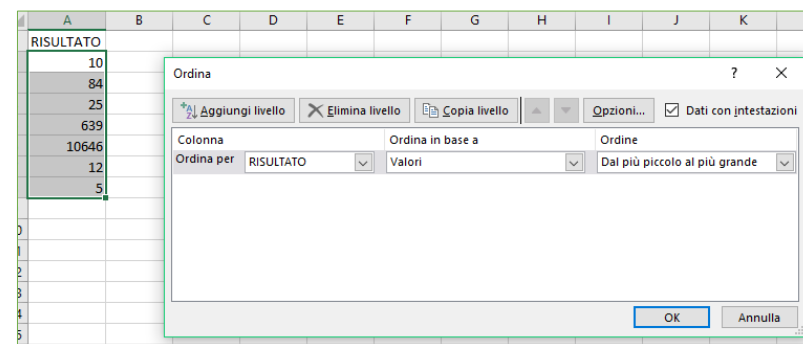 A B C D E F G H I J K
RISULTATO
10
84
25
639
10646
12
5
Ordina ? ×
Aggiungi livello Elimina livello Copia livello Opzioni... Dati con intestazioni
Colonna Ordina in base a Ordine
Ordina per RISULTATO Valori Dal più piccolo al più grande
OK Annulla